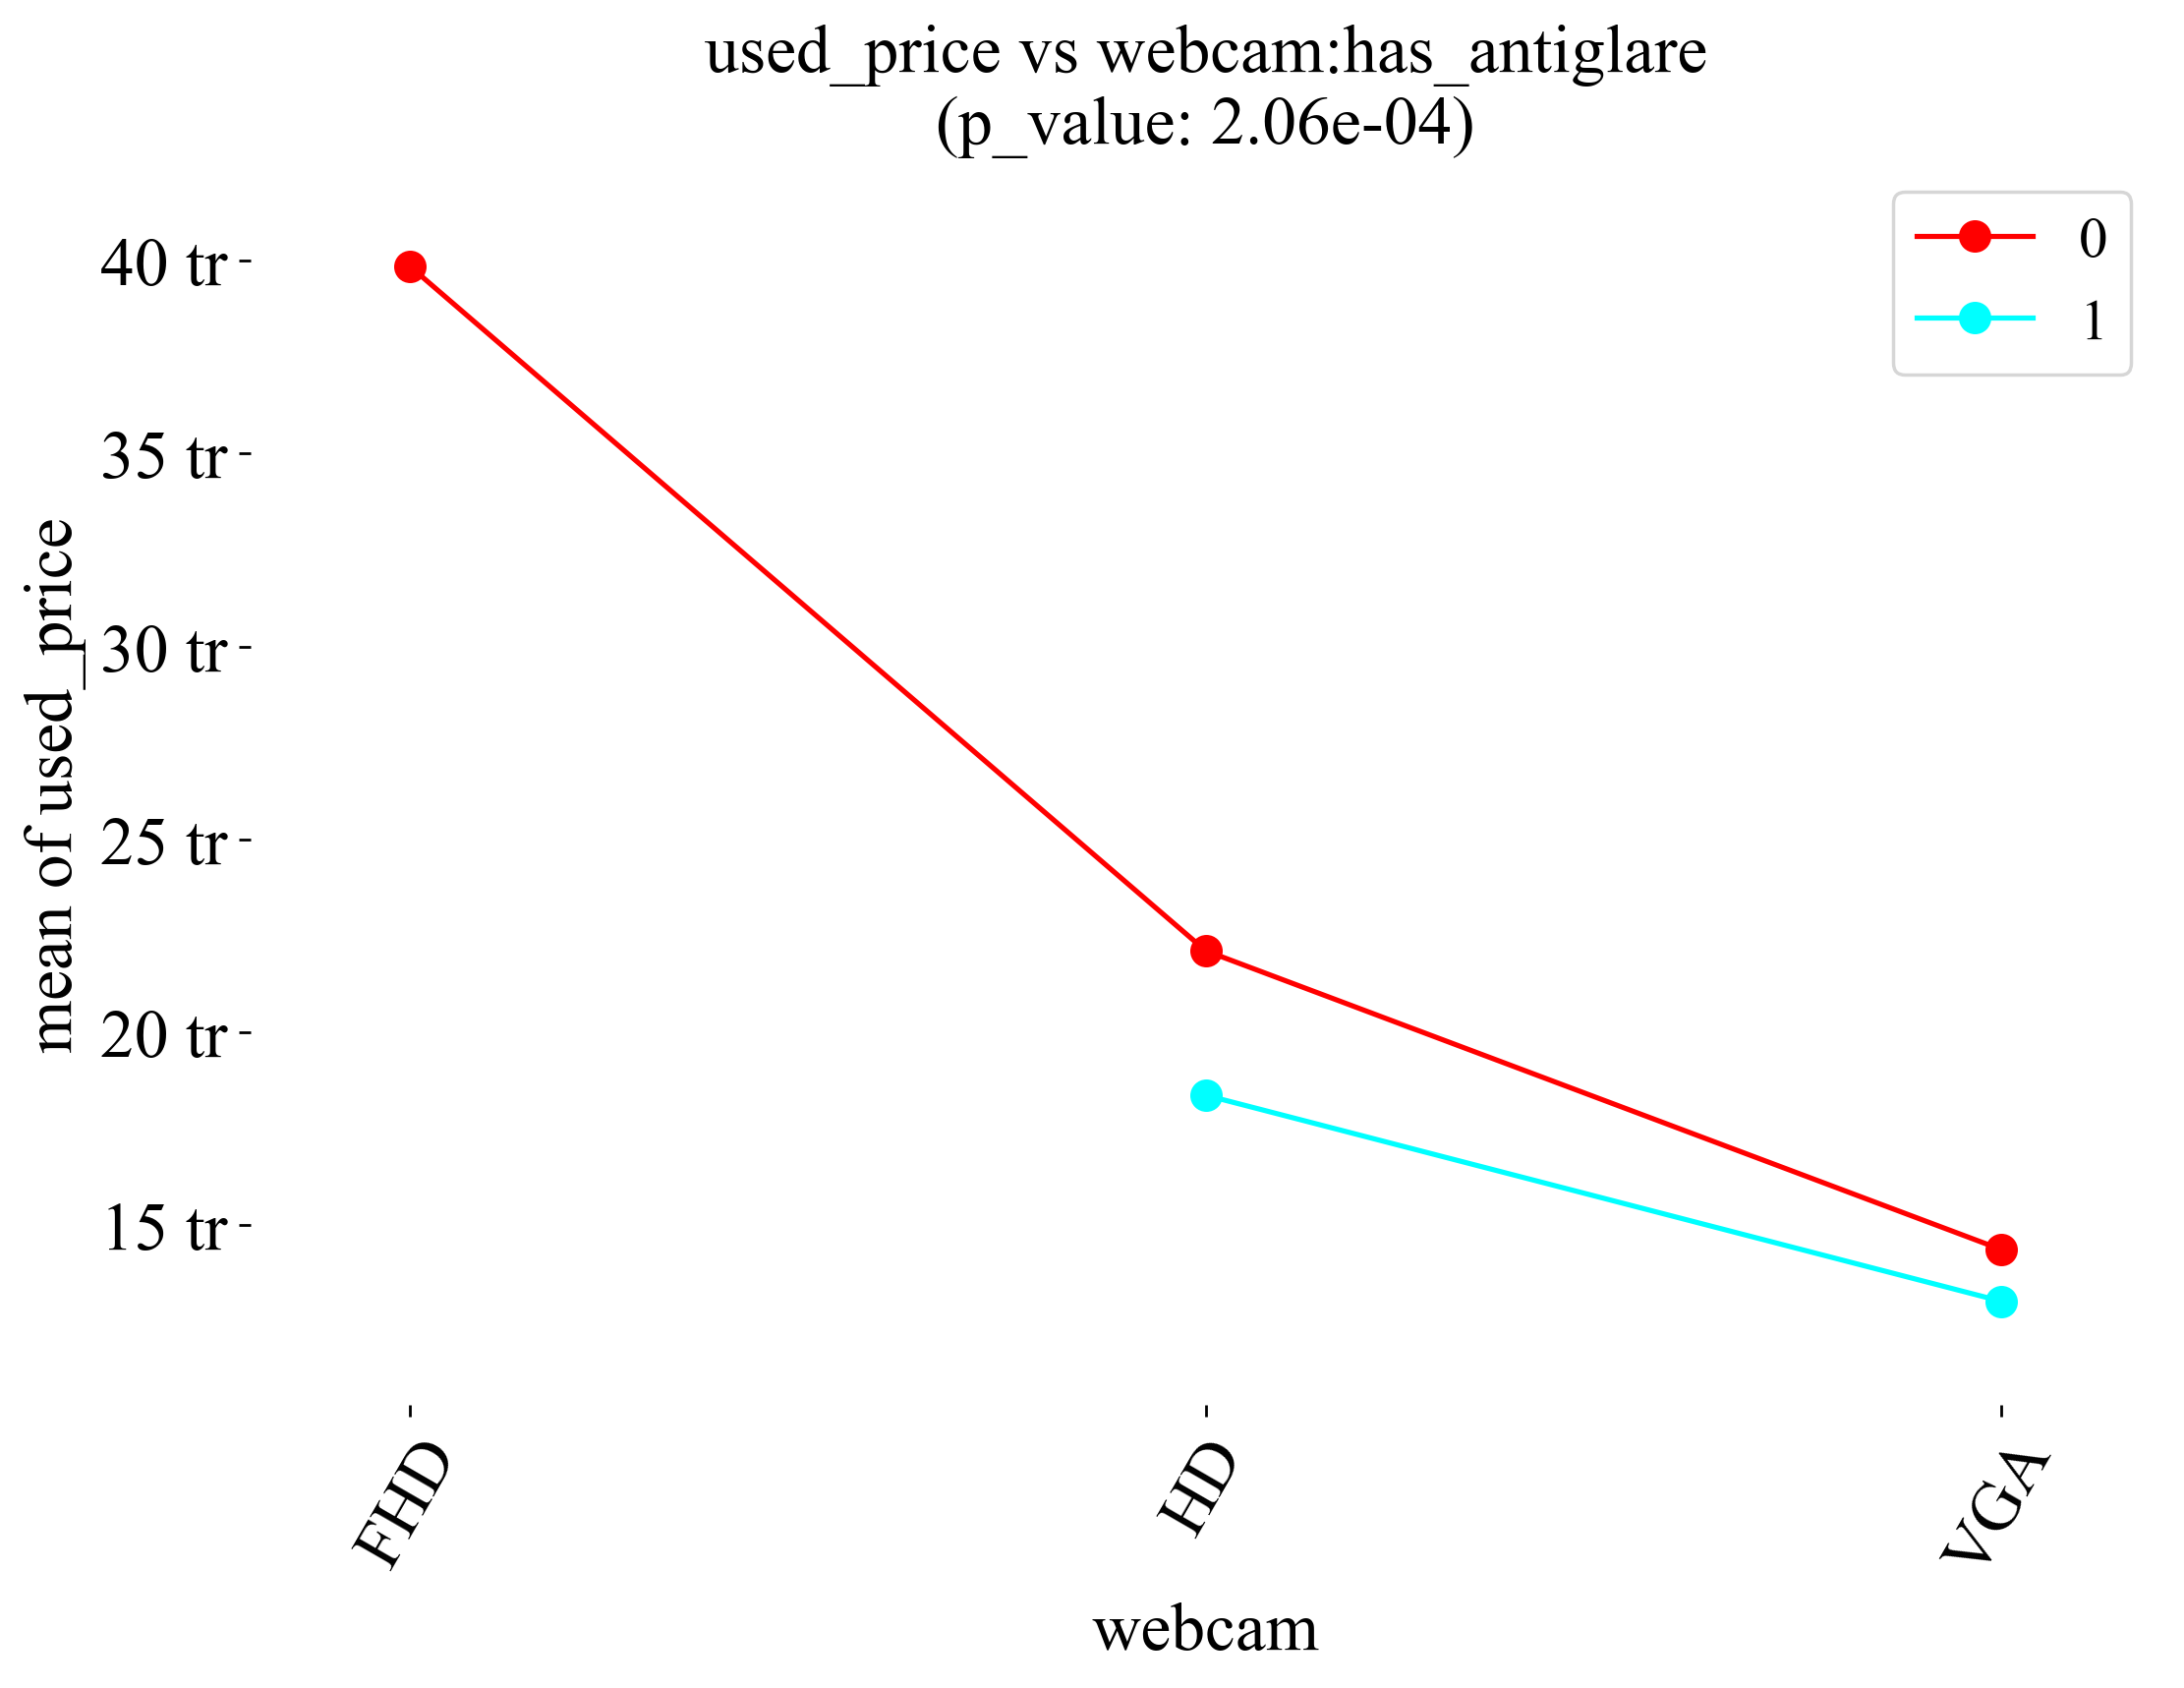 used_price vs webcam:has_antiglare
(p_value: 2.06e-04)
0
1
40 tr
35 tr
30 tr
25 tr
20 tr
15 tr
mean of used_price
FHD
HD
VGA
webcam